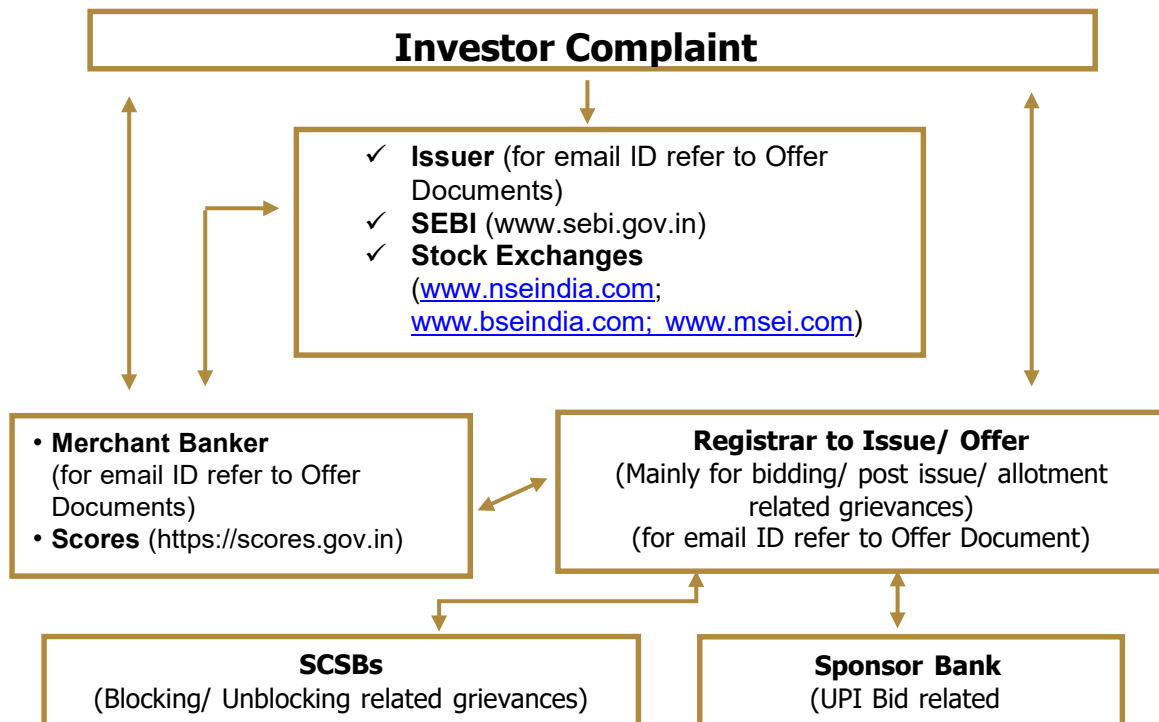 Investor Complaint
✓ Issuer (for email ID refer to Offer
Documents)
✓ SEBI (www.sebi.gov.in)
✓ Stock Exchanges
(www.nseindia.com;
www.bseindia.com; www.msei.com)
• Merchant Banker
(for email ID refer to Offer
Documents)
• Scores (https://scores.gov.in)
Registrar to Issue/ Offer
(Mainly for bidding/ post issue/ allotment
related grievances)
(for email ID refer to Offer Document)
SCSBs
(Blocking/ Unblocking related grievances)
Sponsor Bank
(UPI Bid related